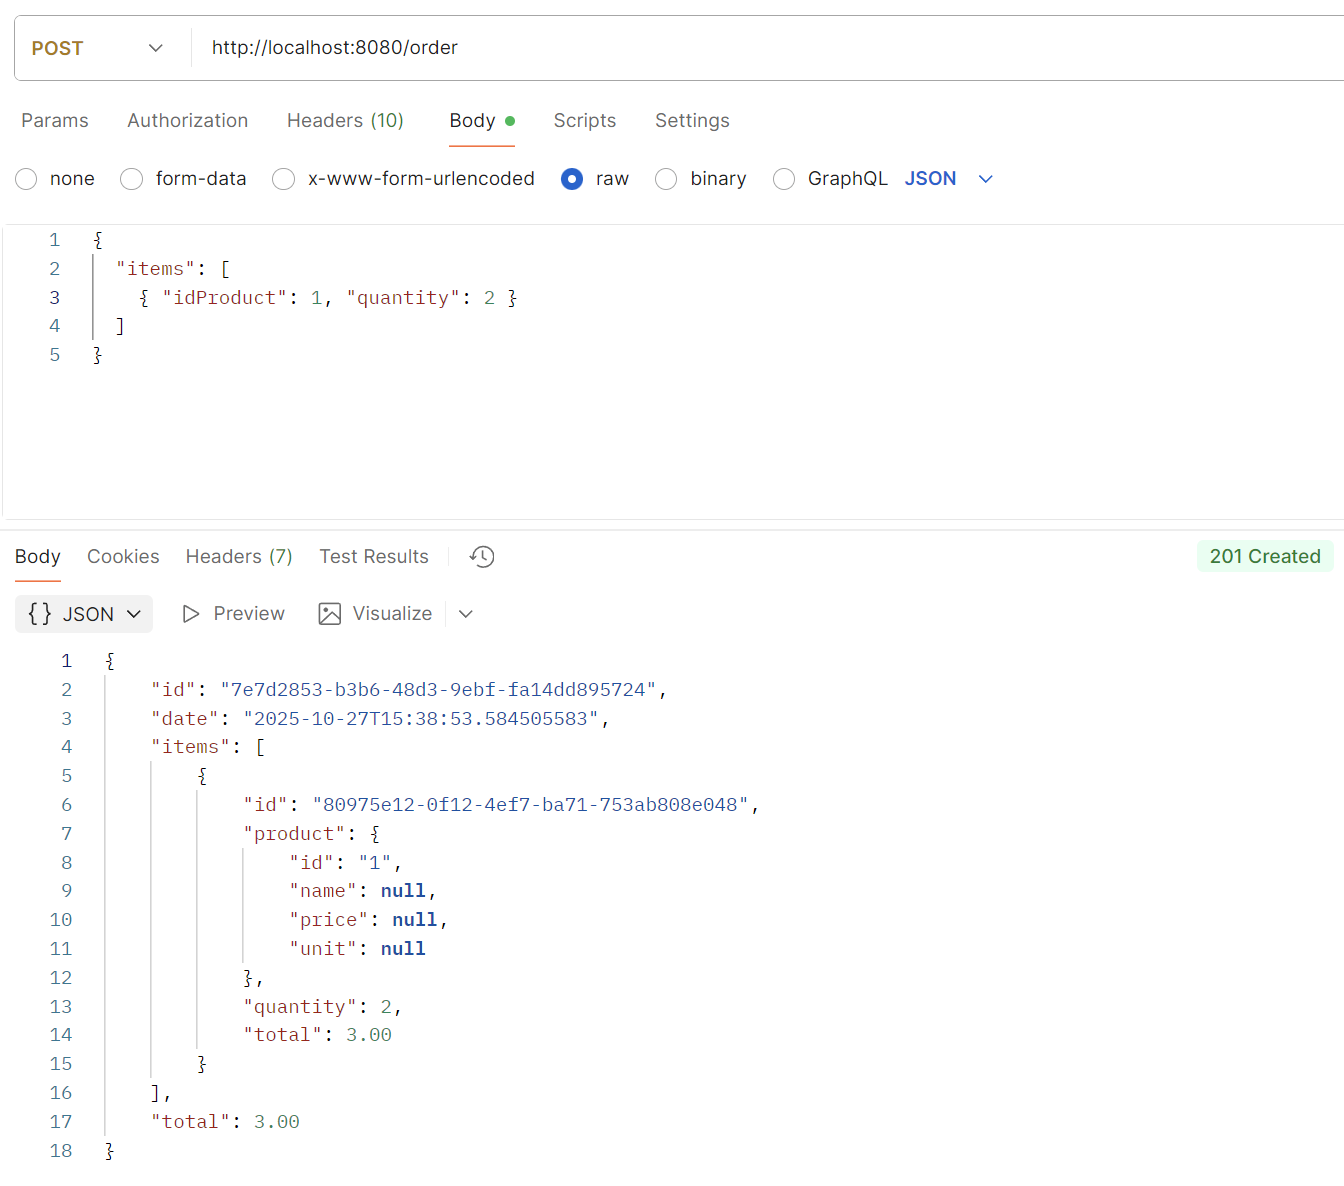 POST http://localhost:8080/order
Params Authorization Headers (10) Body Scripts Settings
none form-data x-www-form-urlencoded raw binary GraphQL JSON
1 {
2 "items": [
3 { "idProduct": 1, "quantity": 2 }
4 ]
5 }
Body Cookies Headers (7) Test Results 201 Created
{} JSON Preview Visualize
1 {
2 "id": "7e7d2853-b3b6-48d3-9ebf-fa14dd895724",
3 "date": "2025-10-27T15:38:53.584505583",
4 "items": [
5 {
6 "id": "80975e12-0f12-4ef7-ba71-753ab808e048",
7 "product": {
8 "id": "1",
9 "name": null,
10 "price": null,
11 "unit": null
12 },
13 "quantity": 2,
14 "total": 3.00
15 }
16 ],
17 "total": 3.00
18 }